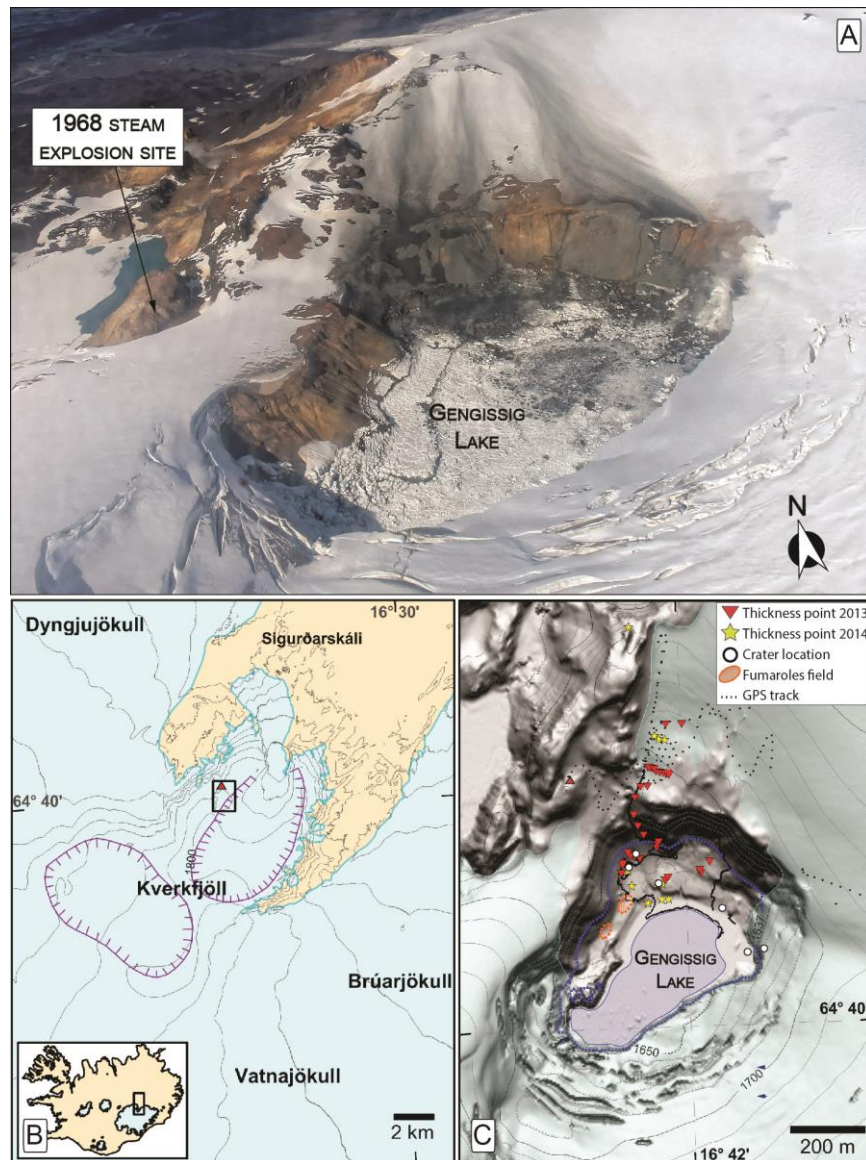 A
1968 STEAM
EXPLOSION SITE
GENGISSIG
LAKE
N
16° 30'
Dyngjujökull
Sigurðarskáli
64° 40'
1800
Kverkfjöll
Brúarjökull
Vatnajökull
B
2 km
Thickness point 2013
Thickness point 2014
Crater location
Fumaroles field
GPS track
GENGISSIG
LAKE
64° 40'
1650
1700
C
16° 42'
200 m